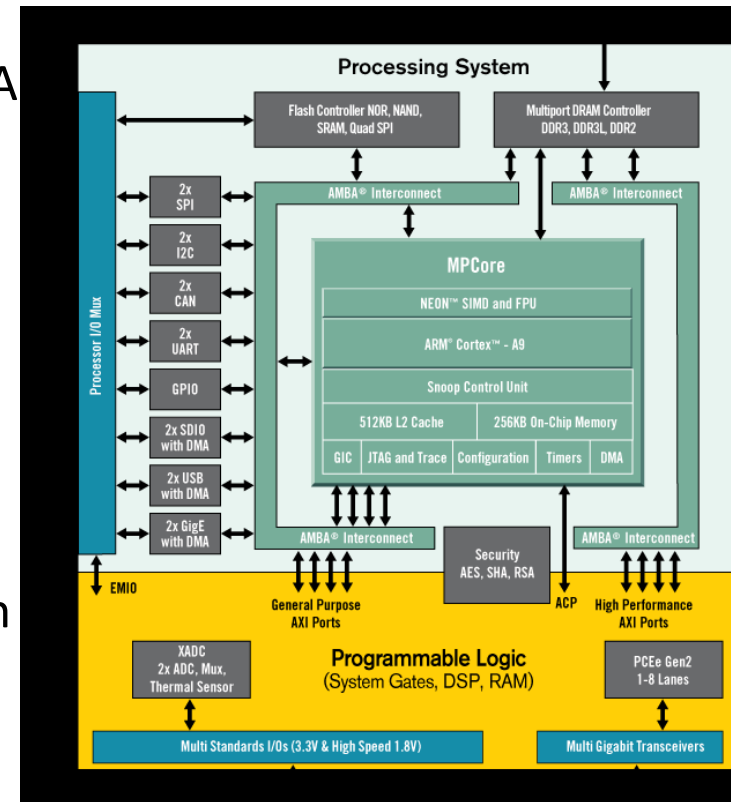 A
Processing System
Flash Controller NOR, NAND,
SRAM, Quad SPI
Multiport DRAM Controller
DDR3, DDR3L, DDR2
AMBA® Interconnect
AMBA® Interconnect
2x
SPI
2x
I2C
2x
CAN
2x
UART
GPIO
2x SDIO
with DMA
2x USB
with DMA
2x GigE
with DMA
Processor I/O Mux
MPCore
NEON™ SIMD and FPU
ARM® Cortex™ - A9
Snoop Control Unit
512KB L2 Cache
256KB On-Chip Memory
GIC
JTAG and Trace
Configuration
Timers
DMA
AMBA® Interconnect
AMBA® Interconnect
Security
AES, SHA, RSA
EMIO
General Purpose
AXI Ports
ACP
High Performance
AXI Ports
n
XADC
2x ADC, Mux,
Thermal Sensor
Programmable Logic
(System Gates, DSP, RAM)
PCEe Gen2
1-8 Lanes
Multi Standards I/Os (3.3V & High Speed 1.8V)
Multi Gigabit Transceivers